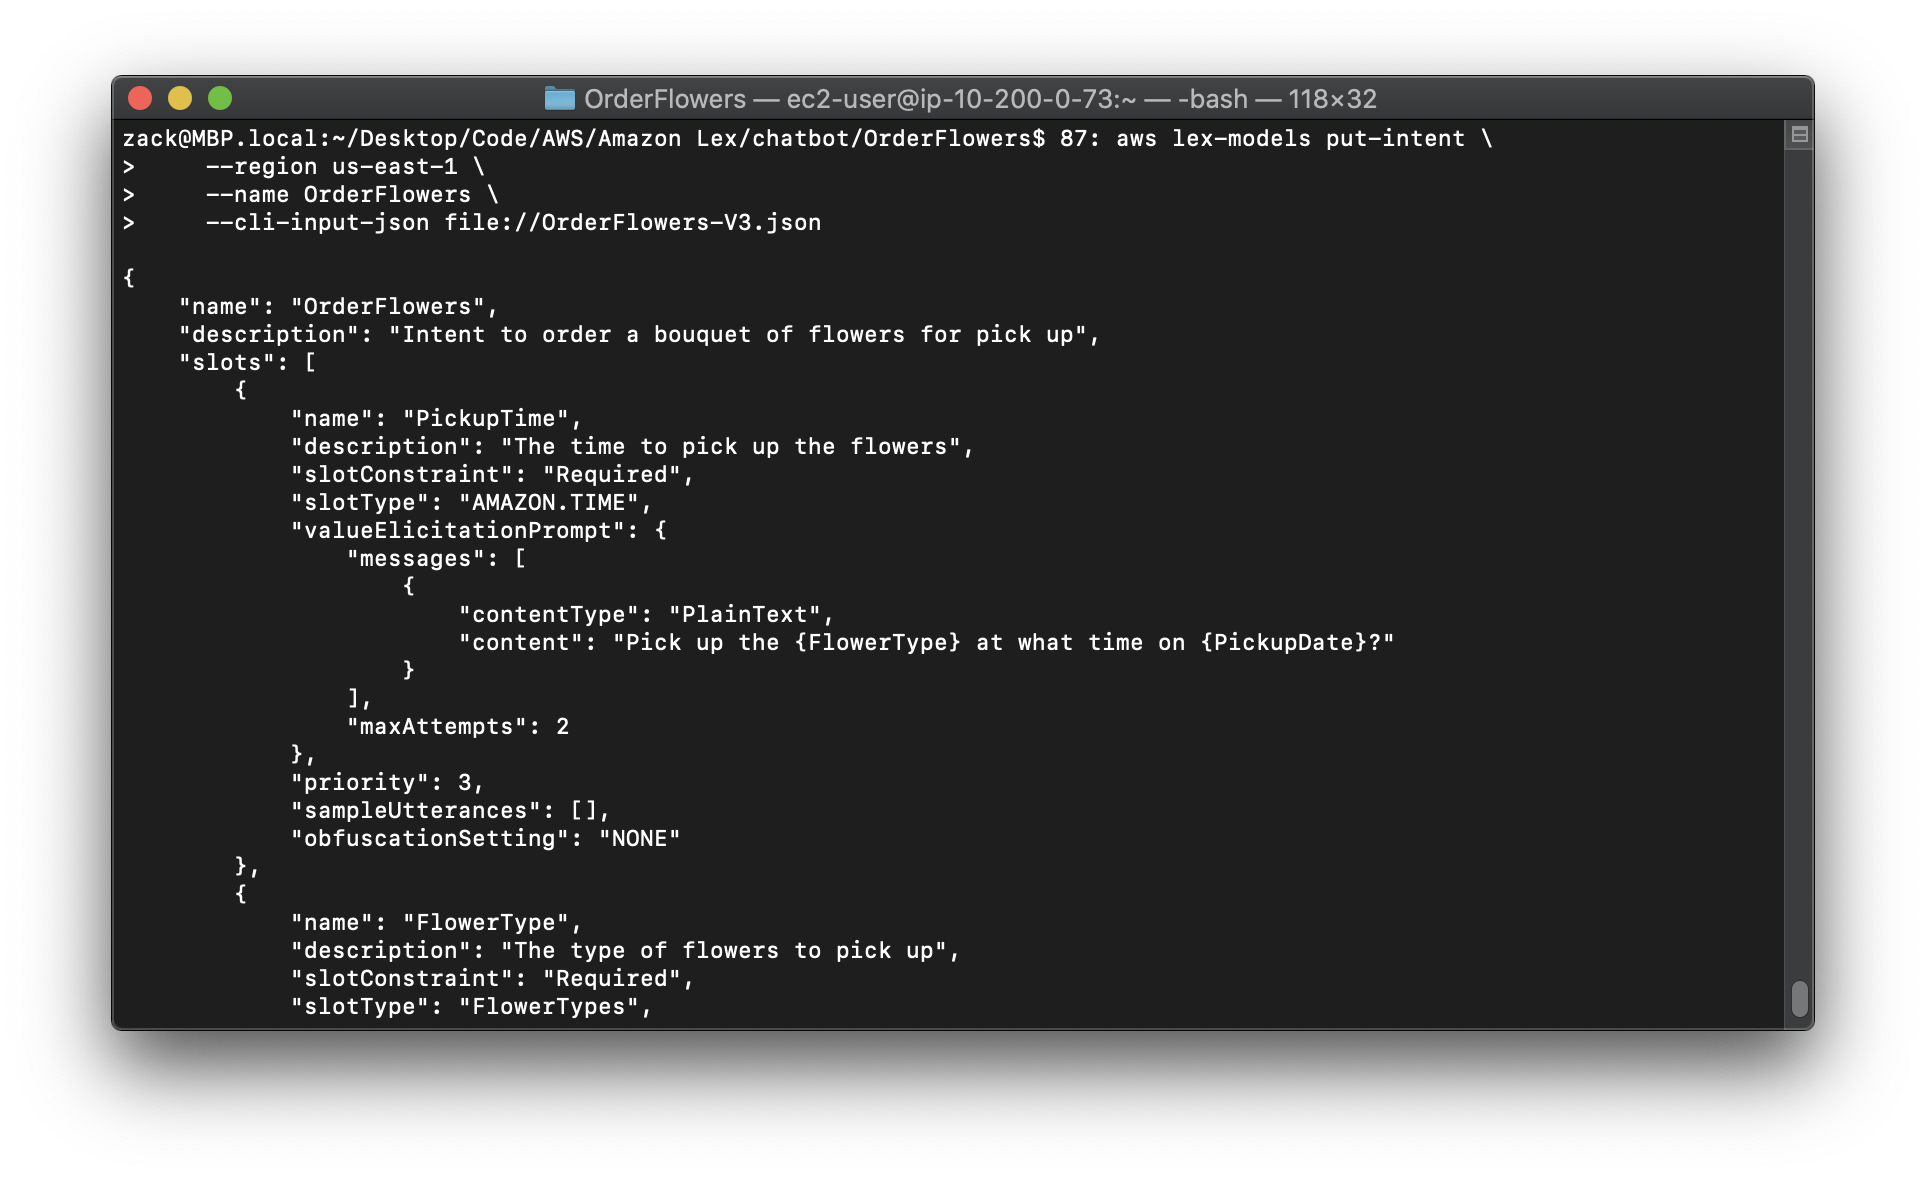 OrderFlowers — ec2-user@ip-10-200-0-73:~ — -bash — 118×32
zack@MBP.local:~/Desktop/Code/AWS/Amazon Lex/chatbot/OrderFlowers$ 87: aws lex-models put-intent \
>     --region us-east-1 \
>     --name OrderFlowers \
>     --cli-input-json file://OrderFlowers-V3.json

{
    "name": "OrderFlowers",
    "description": "Intent to order a bouquet of flowers for pick up",
    "slots": [
        {
            "name": "PickupTime",
            "description": "The time to pick up the flowers",
            "slotConstraint": "Required",
            "slotType": "AMAZON.TIME",
            "valueElicitationPrompt": {
                "messages": [
                    {
                        "contentType": "PlainText",
                        "content": "Pick up the {FlowerType} at what time on {PickupDate}?"
                    }
                ],
                "maxAttempts": 2
            },
            "priority": 3,
            "sampleUtterances": [],
            "obfuscationSetting": "NONE"
        },
        {
            "name": "FlowerType",
            "description": "The type of flowers to pick up",
            "slotConstraint": "Required",
            "slotType": "FlowerTypes",